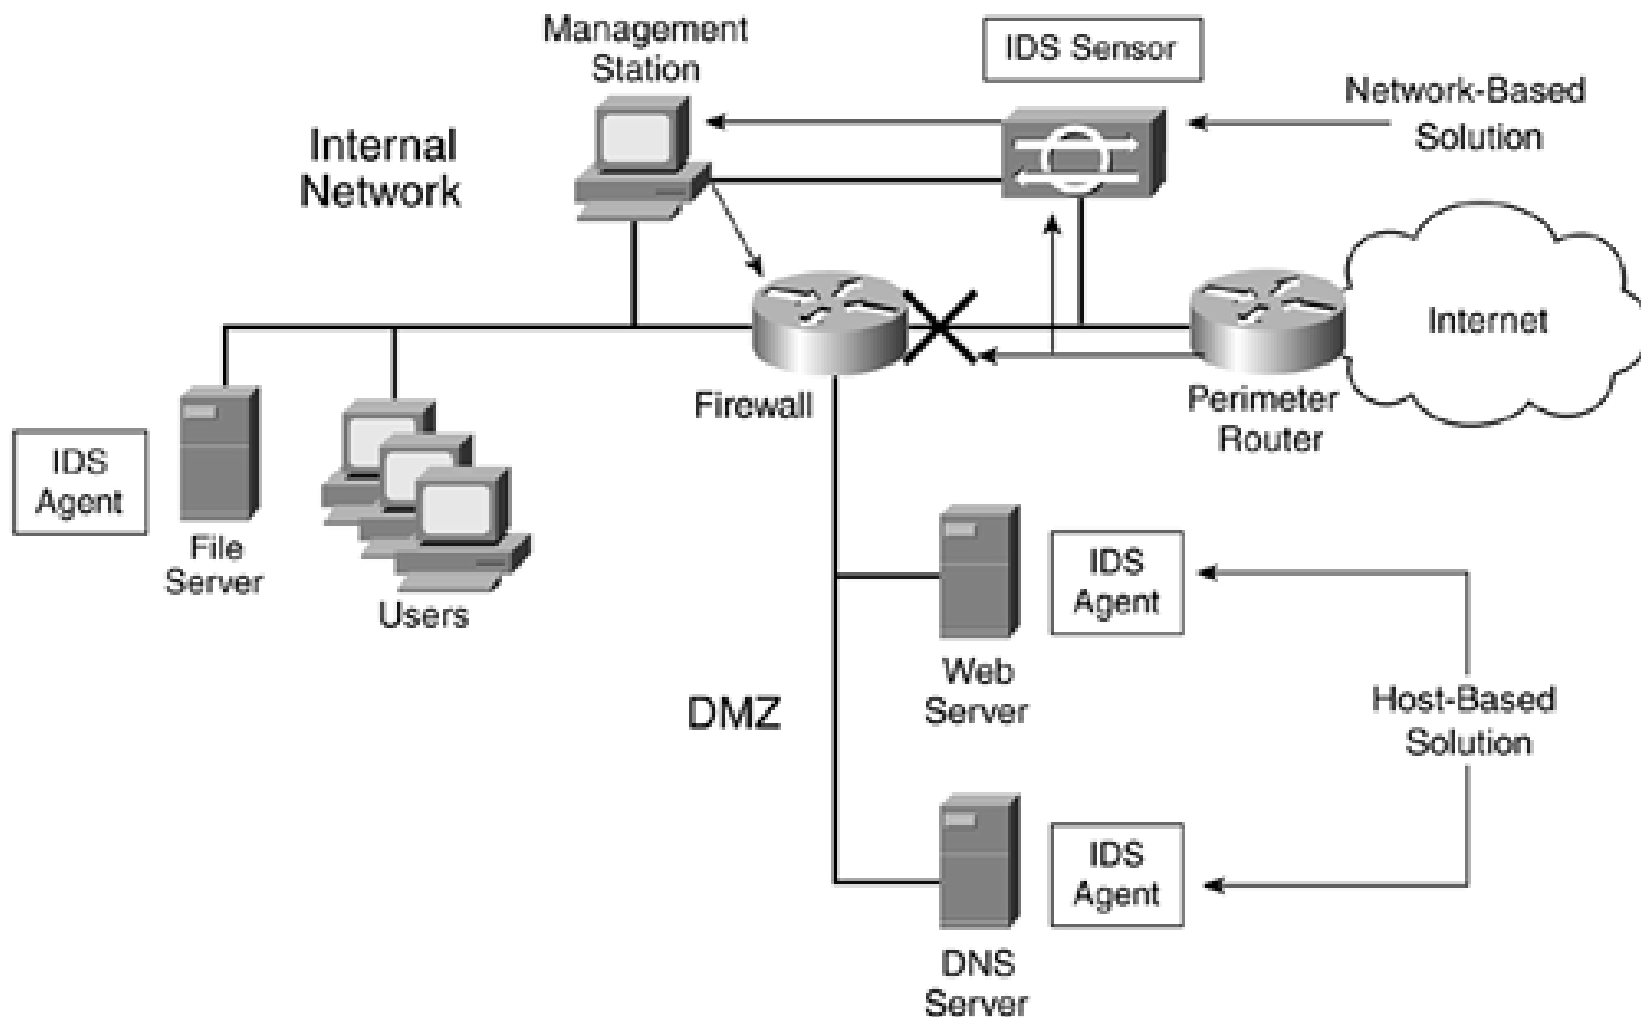 Management
Station
IDS Sensor
Network-Based
Solution
Internal
Network
Internet
Firewall
Perimeter
Router
IDS
Agent
File
Server
Users
IDS
Agent
Web
Server
DMZ
Host-Based
Solution
IDS
Agent
DNS
Server